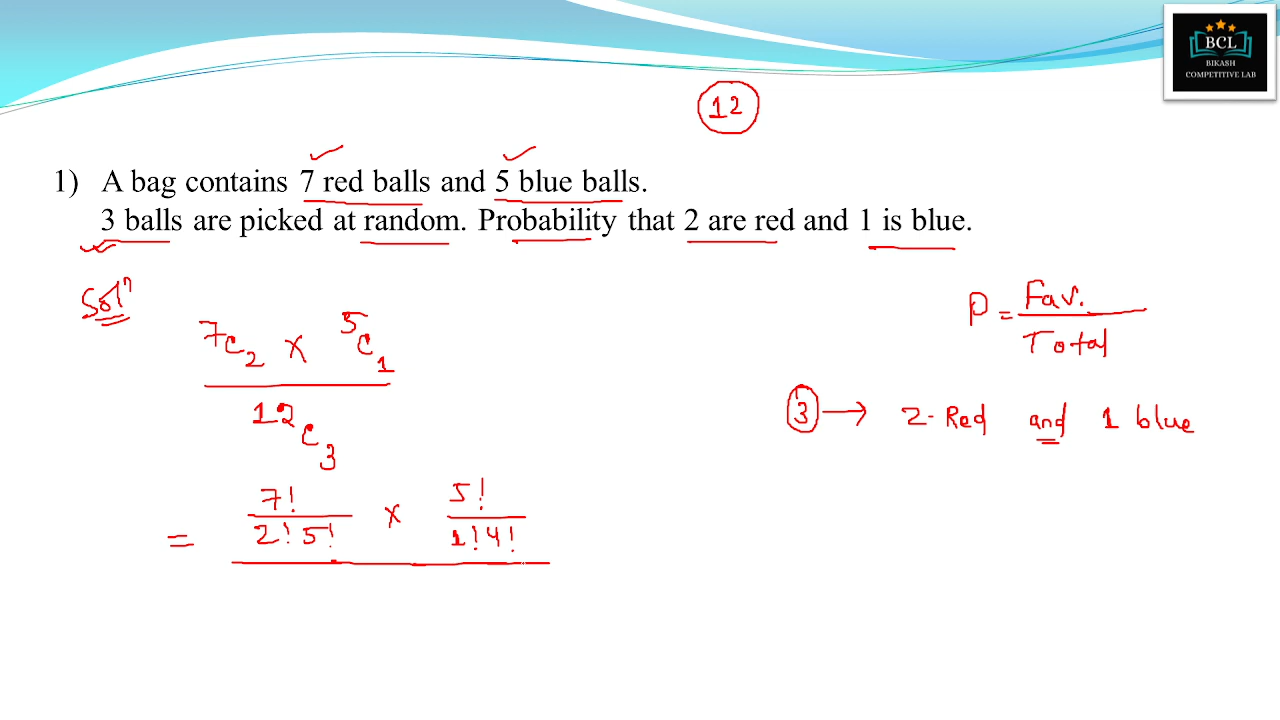 BCL
BIKASH
COMPETITIVE LAB
12
1) A bag contains 7 red balls and 5 blue balls.
3 balls are picked at random. Probability that 2 are red and 1 is blue.
Solⁿ
P = Fav. / Total
7C2 × 5C1
12C3
3 → 2-Red and 1 blue
= 7! / 2!5! × 5! / 1!4!